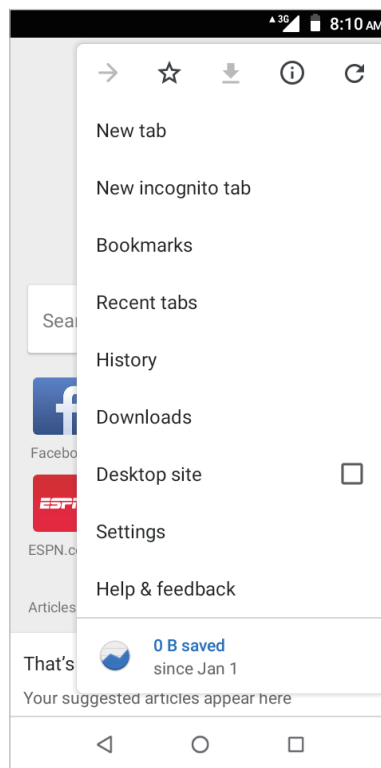 3G 8:10 AM
New tab
New incognito tab
Bookmarks
Recent tabs
Sear
History
f
Downloads
Facebo
Desktop site
ESPN
Settings
ESPN.c
Help & feedback
Articles
0 B saved
since Jan 1
That's
Your suggested articles appear here